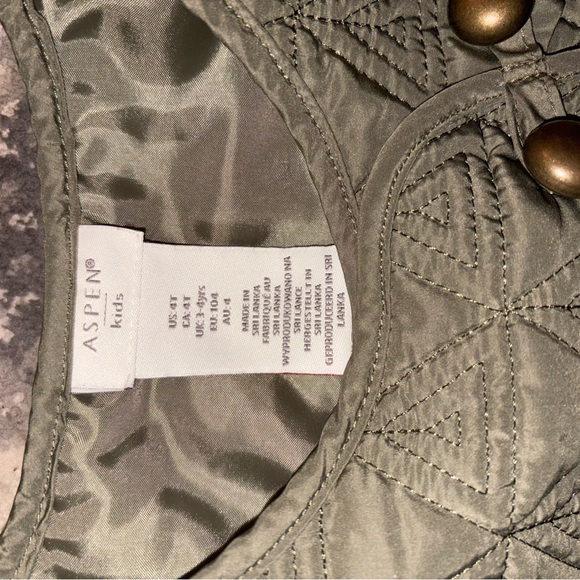 ASPEN®
kids
US: 4T
CA: 4T
UK: 3-4yrs
EU: 104
AU: 4
MADE IN
SRI LANKA
FABRIQUÉ AU
SRI LANKA
WYPRODUKOWANO NA
SRI LANCE
HERGESTELLT IN
SRI LANKA
GEPRODUCEERD IN SRI
LANKA